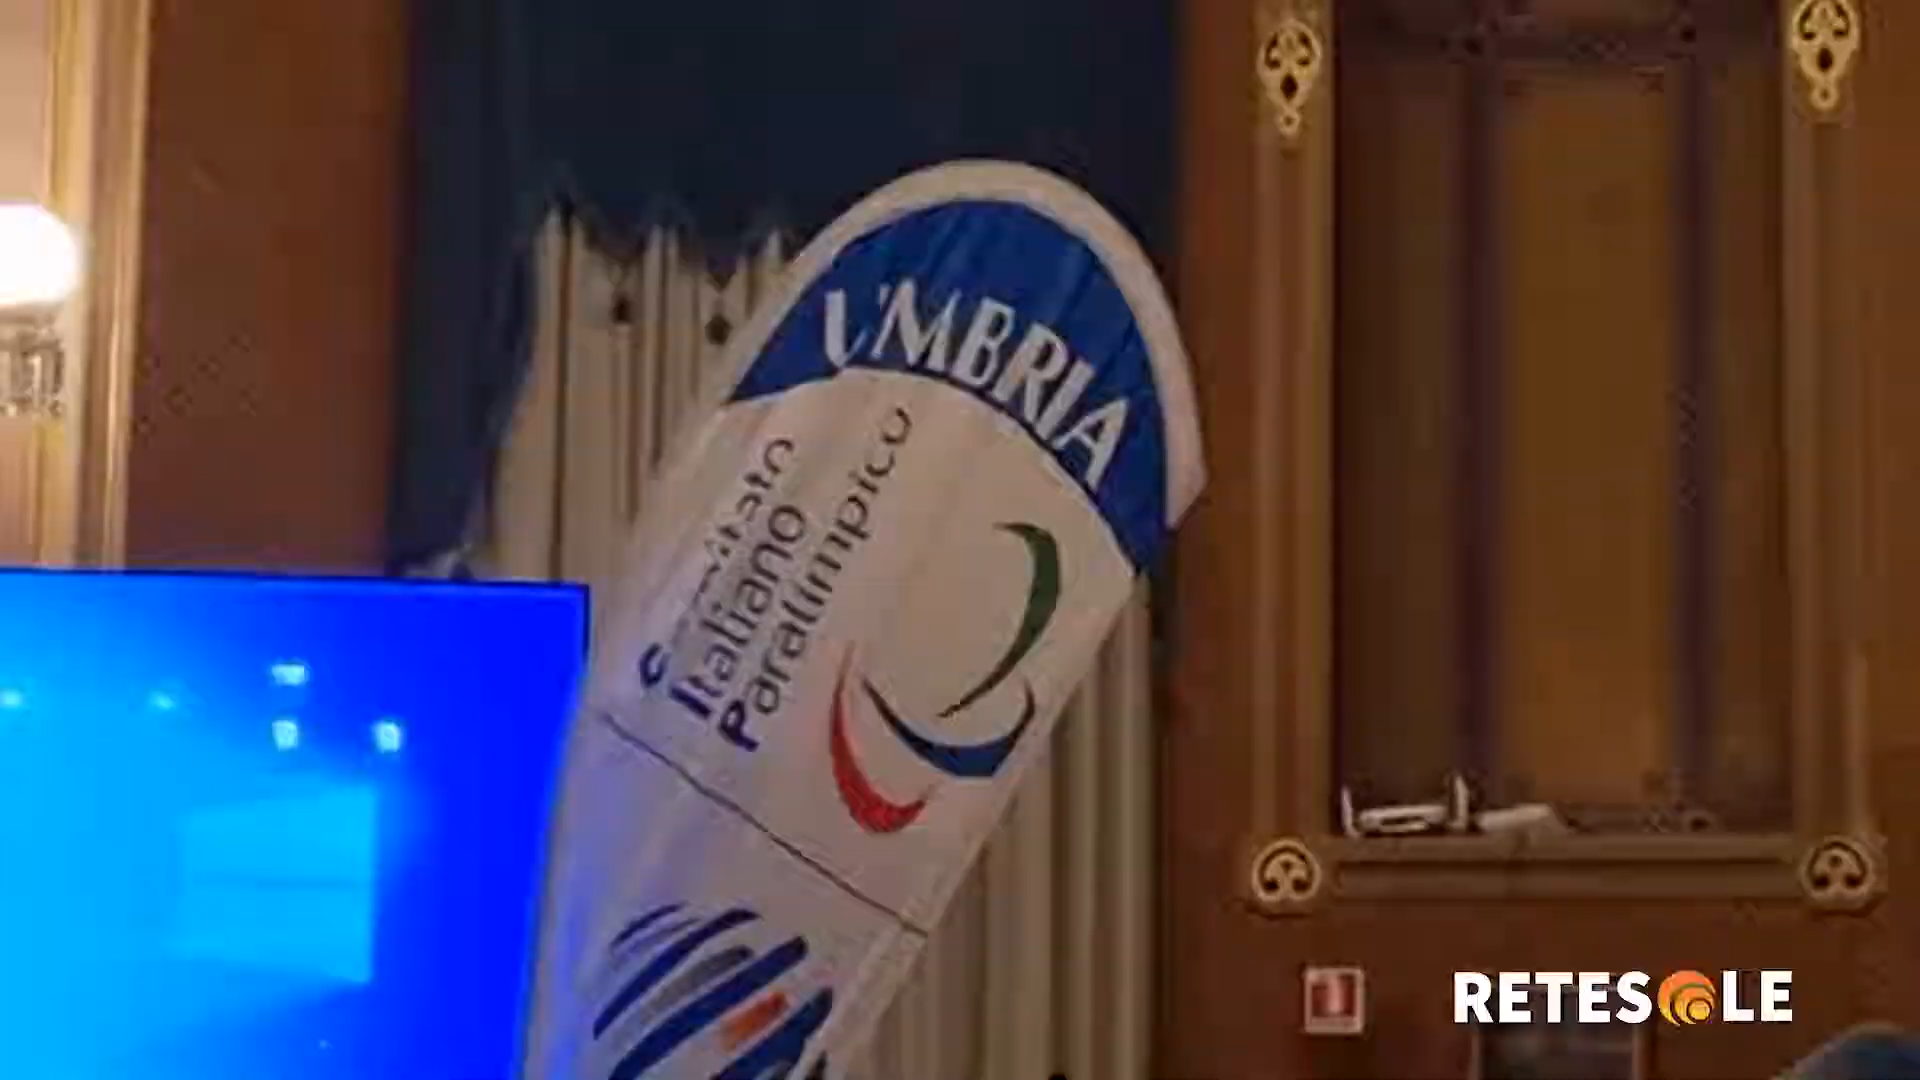 UMBRIA
Comitato
Italiano
Paralimpico
RETESOLE